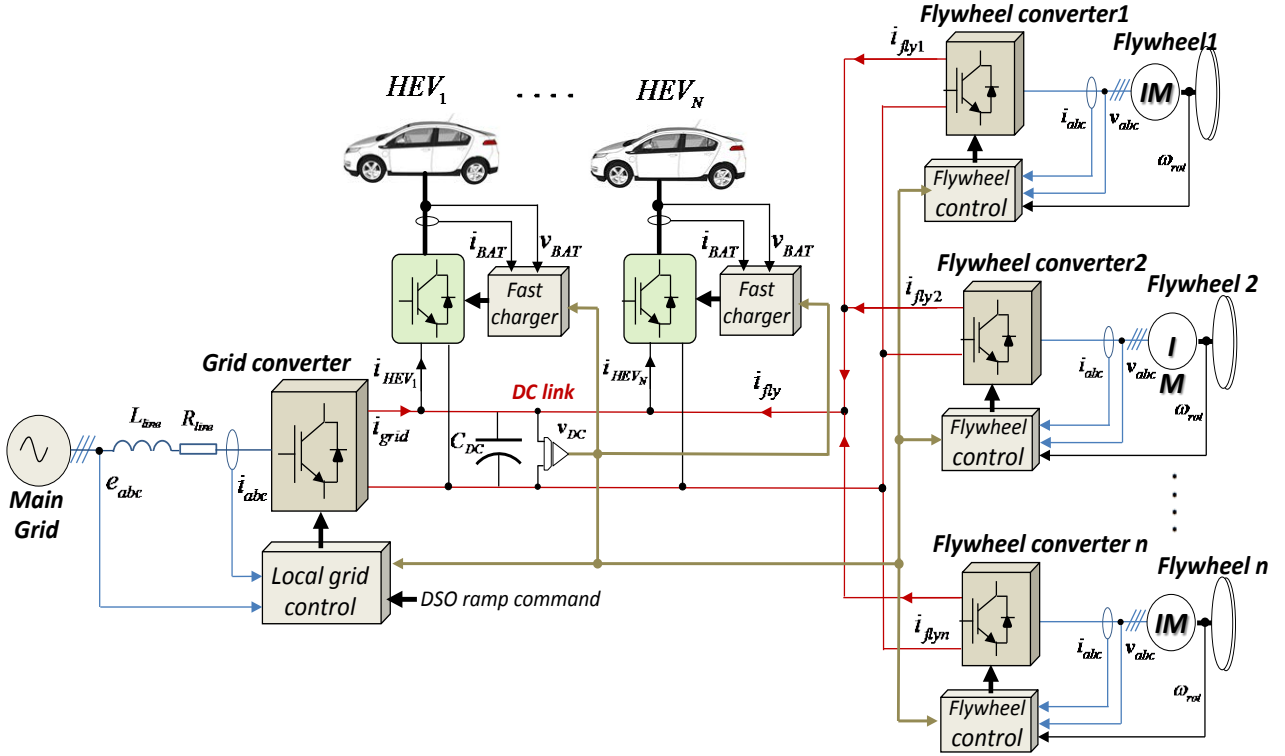 Flywheel converter1
i_fly1
Flywheel1
IM
i_abc
v_abc
ω_rot
Flywheel
control
HEV_1
. . . .
HEV_N
i_BAT
v_BAT
Fast
charger
i_BAT
v_BAT
Fast
charger
Flywheel converter2
i_fly2
Flywheel 2
I
M
i_abc
v_abc
ω_rot
Flywheel
control
Grid converter
i_HEV_1
DC link
i_HEV_N
i_fly
L_line
R_line
i_grid
C_DC
v_DC
e_abc
i_abc
Main
Grid
Local grid
control
DSO ramp command
Flywheel converter n
i_flyn
Flywheel n
IM
i_abc
v_abc
ω_rot
Flywheel
control